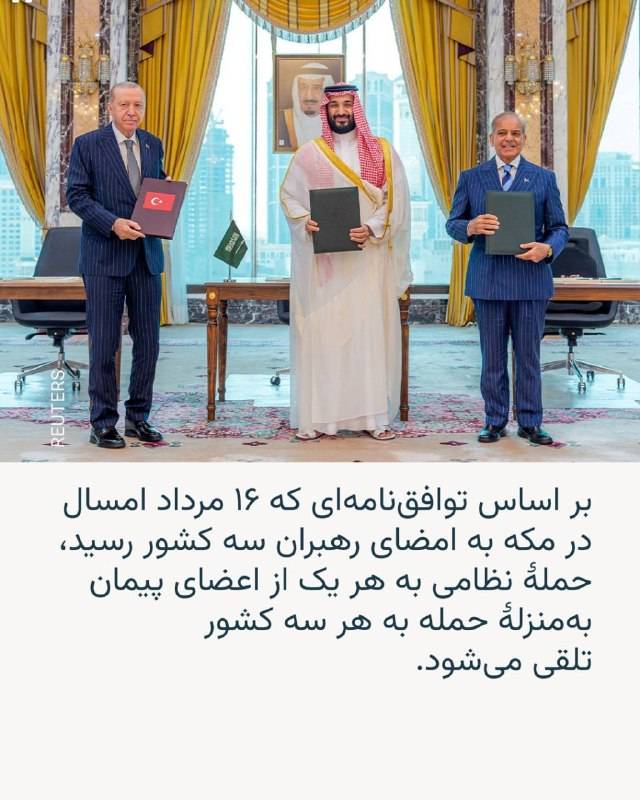 REUTERS
بر اساس توافق‌نامه‌ای که ۱۶ مرداد امسال
در مکه به امضای رهبران سه کشور رسید،
حملهٔ نظامی به هر یک از اعضای پیمان
به‌منزلهٔ حمله به هر سه کشور
تلقی می‌شود.